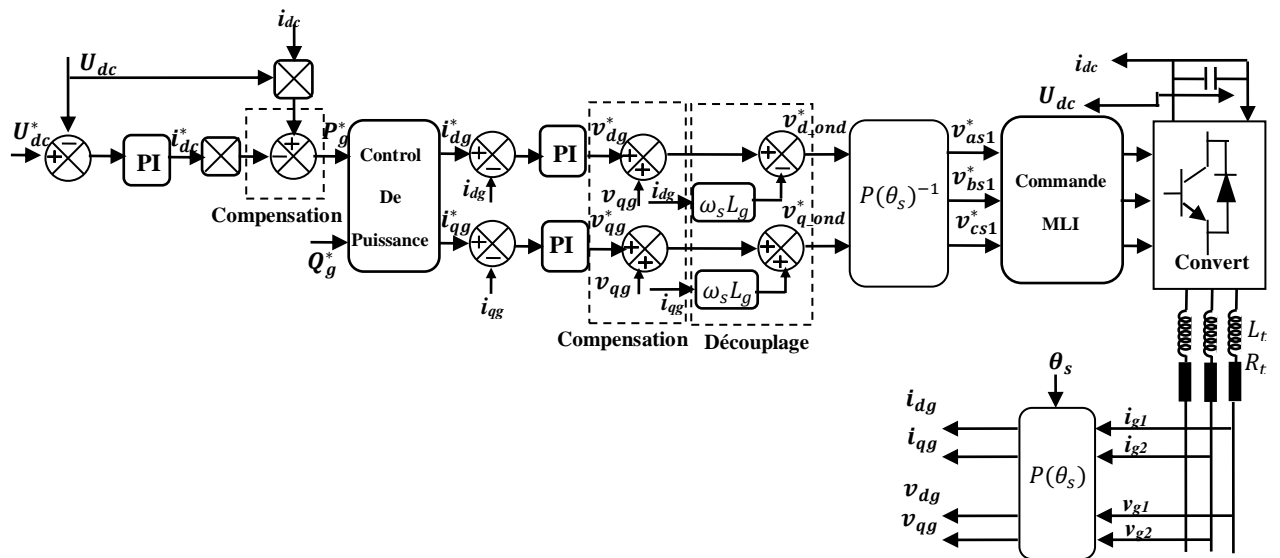 i_dc
U_dc
U*_dc
+
−
PI
i*_dc
−
+
P*_g
Compensation
Q*_g
Control
De
Puissance
i*_dg
+
−
i_dg
PI
v*_dg
+
+
v_qg
i_dg
ω_s L_g
+
−
v*_d_ond
i*_qg
+
−
i_qg
PI
v*_qg
+
+
v_qg
i_qg
ω_s L_g
+
+
v*_q_ond
Compensation
Découplage
P(θ_s)^−1
v*_as1
v*_bs1
v*_cs1
Commande
MLI
i_dc
U_dc
Convert
L_t
R_t
θ_s
P(θ_s)
i_dg
i_qg
v_dg
v_qg
i_g1
i_g2
v_g1
v_g2